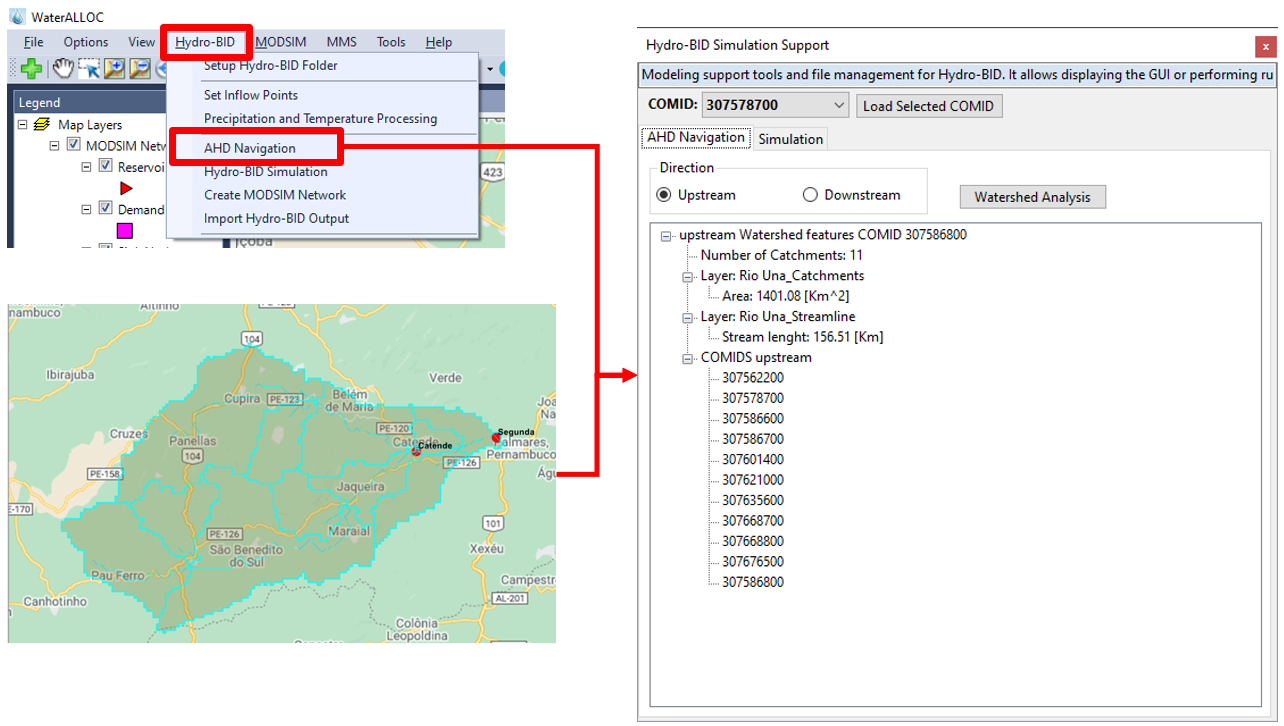 WaterALLOC
File Options View Hydro-BID MODSIM MMS Tools Help
Setup Hydro-BID Folder
Legend
Set Inflow Points
Map Layers
Precipitation and Temperature Processing
MODSIM Netw
AHD Navigation
Reservoi
Hydro-BID Simulation
423
Create MODSIM Network
Demand
Import Hydro-BID Output
içoba
Hydro-BID Simulation Support
x
Modeling support tools and file management for Hydro-BID. It allows displaying the GUI or performing ru
COMID: 307578700 Load Selected COMID
AHD Navigation Simulation
Direction
Upstream Downstream Watershed Analysis
upstream Watershed features COMID 307586800
Number of Catchments: 11
Layer: Rio Una_Catchments
Area: 1401.08 [Km^2]
Layer: Rio Una_Streamline
Stream lenght: 156.51 [Km]
COMIDS upstream
307562200
307578700
307586600
307586700
307601400
307621000
307635600
307668700
307668800
307676500
307586800
Altinho
nambuco
104
Ibirajuba
Verde
Cupira
PE-123
Belém
de Maria
Joa
Na
PE-120
Cruzes
Panellas
Catende
Catende
Segunda
Palmares,
Pernambuco
104
PE-126
Águ
PE-158
Jaqueira
E-170
101
Maraial
PE-126
São Benedito
do Sul
Xexéu
Pau Ferro
Campestr
Canhotinho
AL-201
Colônia
Leopoldina